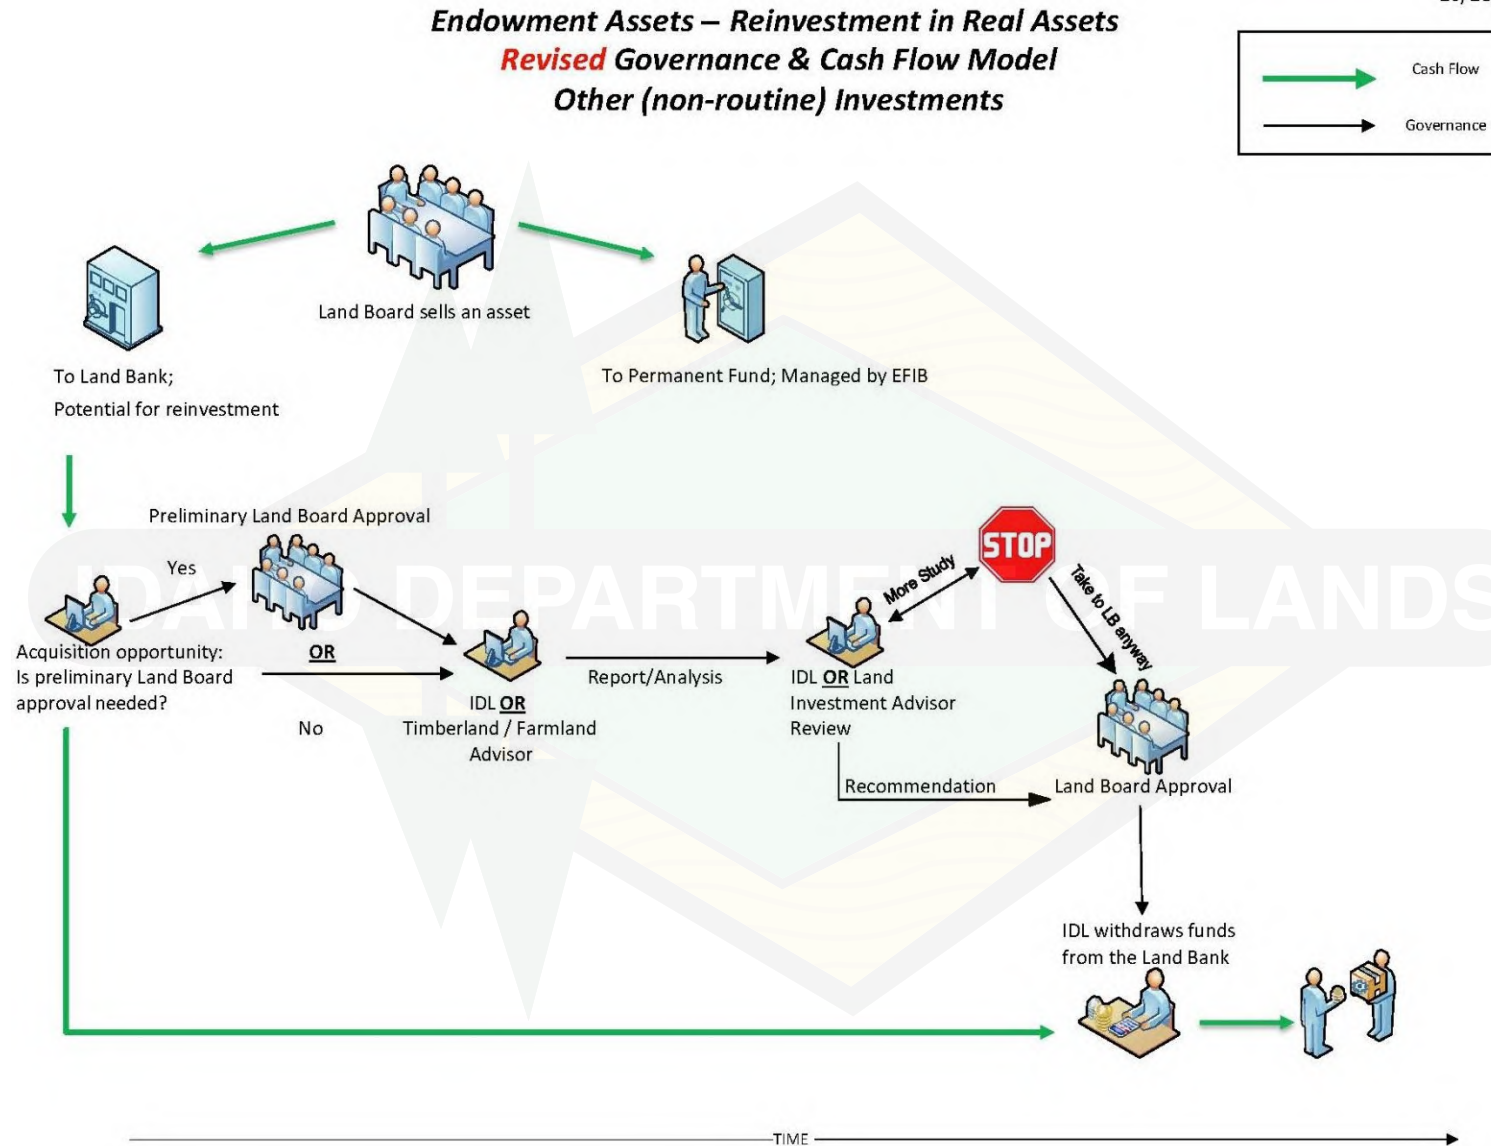 Endowment Assets – Reinvestment in Real Assets
Revised Governance & Cash Flow Model
Other (non-routine) Investments
Cash Flow
Governance
Land Board sells an asset
To Land Bank;
Potential for reinvestment
To Permanent Fund; Managed by EFIB
Preliminary Land Board Approval
Yes
STOP
More Study
Take to LB anyway
IDAHO DEPARTMENT OF LANDS
Acquisition opportunity:
Is preliminary Land Board
approval needed?
OR
No
IDL OR
Timberland / Farmland
Advisor
Report/Analysis
IDL OR Land
Investment Advisor
Review
Recommendation
Land Board Approval
IDL withdraws funds
from the Land Bank
TIME